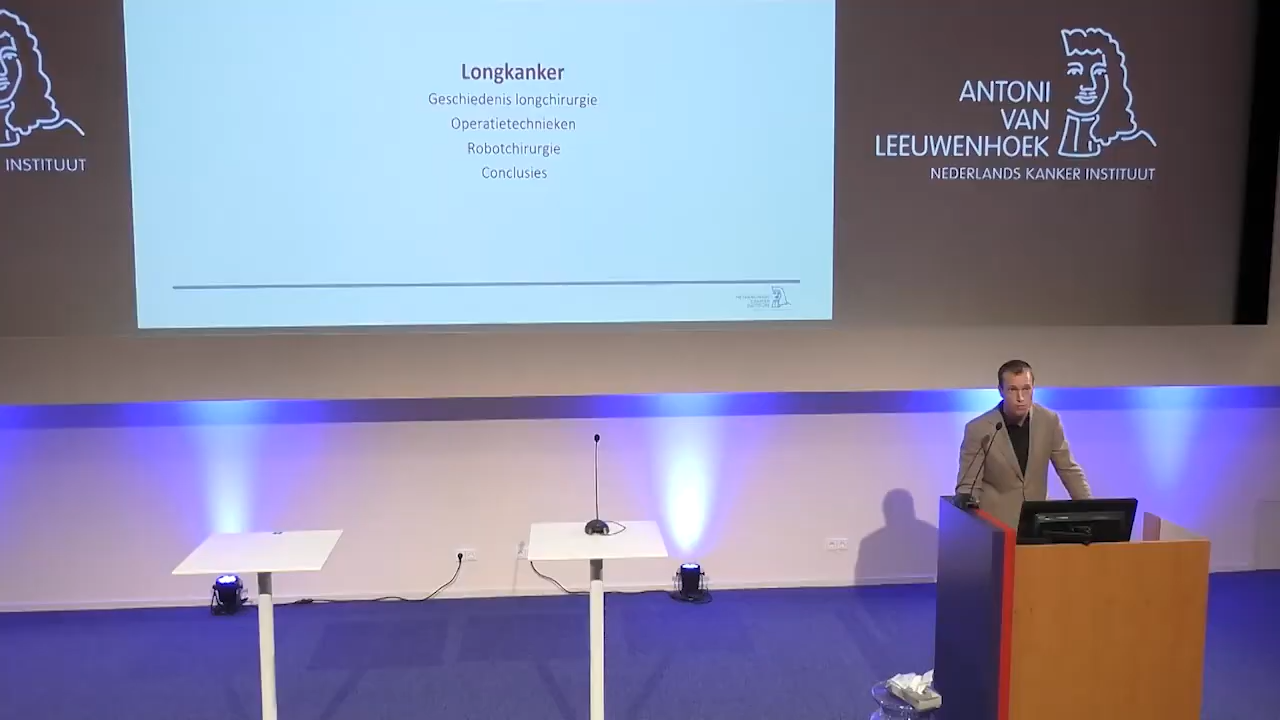 Longkanker
Geschiedenis longchirurgie
Operatietechnieken
Robotchirurgie
Conclusies
INSTITUUT
ANTONI
VAN
LEEUWENHOEK
NEDERLANDS KANKER INSTITUUT